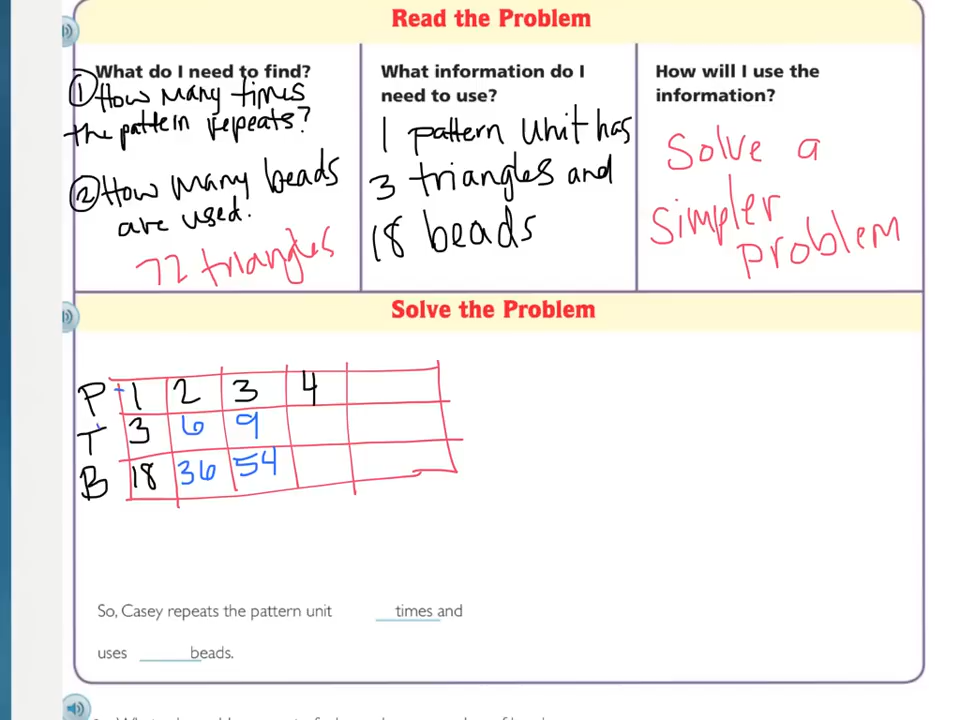 Read the Problem
What do I need to find?
① How many times
the pattern repeats?
② How many beads
are used.
72 triangles
What information do I
need to use?
1 pattern unit has
3 triangles and
18 beads
How will I use the
information?
Solve a
simpler
problem
Solve the Problem
P 1 2 3 4
T 3 6 9
B 18 36 54
So, Casey repeats the pattern unit ____ times and
uses ______ beads.